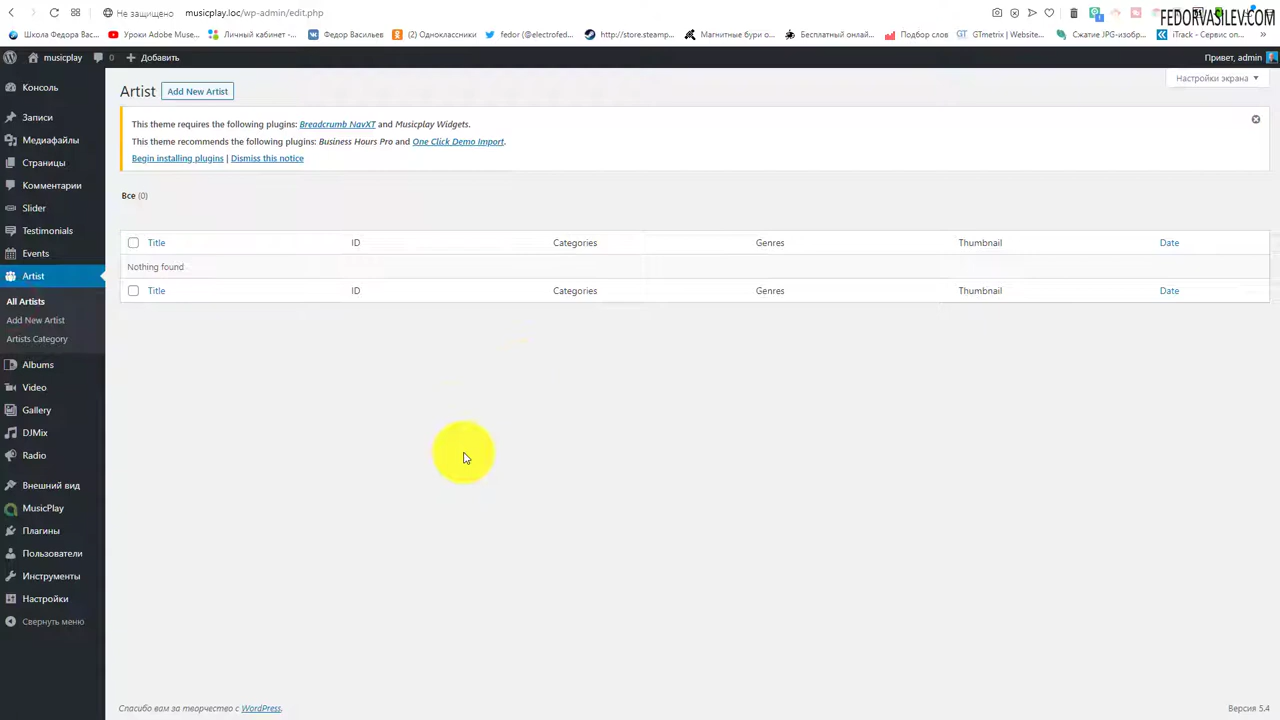 Не защищено musicplay.loc/wp-admin/edit.php
FEDORVASILEV.COM
Школа Федора Вас... Уроки Adobe Muse... Личный кабинет -... Федор Васильев (2) Одноклассники fedor (@electrofed... http://store.steamp... Магнитные бури о... Бесплатный онлай... Подбор слов GTmetrix | Website... Сжатие JPG-изобр... iTrack - Сервис оп... »
musicplay 0 Добавить Привет, admin
Консоль
Записи
Медиафайлы
Страницы
Комментарии
Slider
Testimonials
Events
Artist
All Artists
Add New Artist
Artists Category
Albums
Video
Gallery
DJMix
Radio
Внешний вид
MusicPlay
Плагины
Пользователи
Инструменты
Настройки
Свернуть меню
Настройки экрана
Artist Add New Artist
This theme requires the following plugins: Breadcrumb NavXT and Musicplay Widgets.
This theme recommends the following plugins: Business Hours Pro and One Click Demo Import.
Begin installing plugins | Dismiss this notice
Все (0)
Title ID Categories Genres Thumbnail Date
Nothing found
Title ID Categories Genres Thumbnail Date
Спасибо вам за творчество с WordPress. Версия 5.4